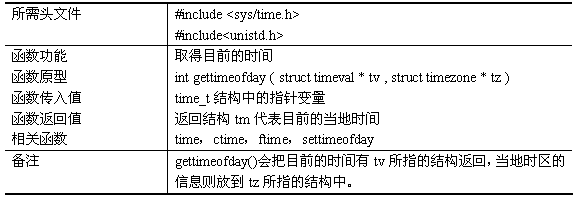 所需头文件 #include <sys/time.h>
#include<unistd.h>
函数功能 取得目前的时间
函数原型 int gettimeofday ( struct timeval * tv , struct timezone * tz )
函数传入值 time_t 结构中的指针变量
函数返回值 返回结构 tm 代表目前的当地时间
相关函数 time，ctime，ftime，settimeofday
备注 gettimeofday()会把目前的时间有 tv 所指的结构返回，当地时区的
信息则放到 tz 所指的结构中。